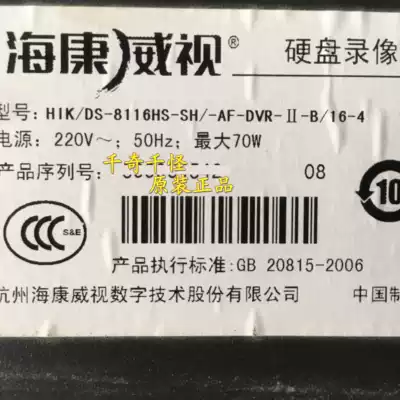 海康威视® 硬盘录像
型号: HIK/DS-8116HS-SH/-AF-DVR-Ⅱ-B/16-4
电源: 220V~; 50Hz; 最大70W
产品序列号: 08
千奇千怪
原装正品
CCC S&E
10
产品执行标准:GB 20815-2006
杭州海康威视数字技术股份有限公司 中国制